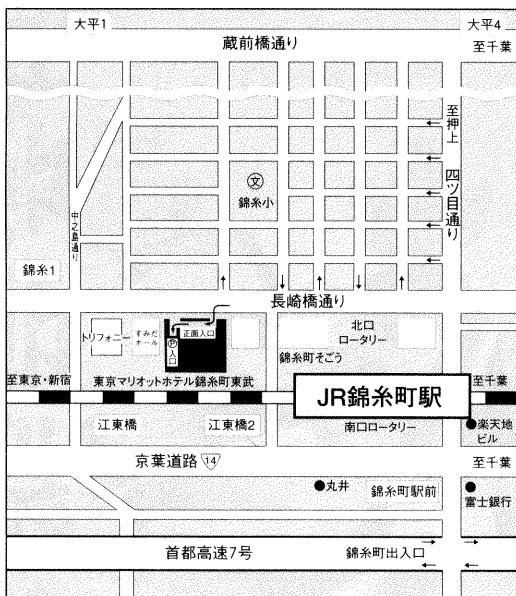 大平1
大平4
蔵前橋通り
至千葉
至押上
四ツ目通り
文
錦糸小
中之島通り
錦糸1
長崎橋通り
トリフォニー
すみだ
ホール
正面入口
P
入口
北口
ロータリー
錦糸町そごう
至東京・新宿
東京マリオットホテル錦糸町東武
JR錦糸町駅
至千葉
江東橋
江東橋2
南口ロータリー
楽天地
ビル
京葉道路
14
至千葉
丸井
錦糸町駅前
富士銀行
首都高速7号
錦糸町出入口